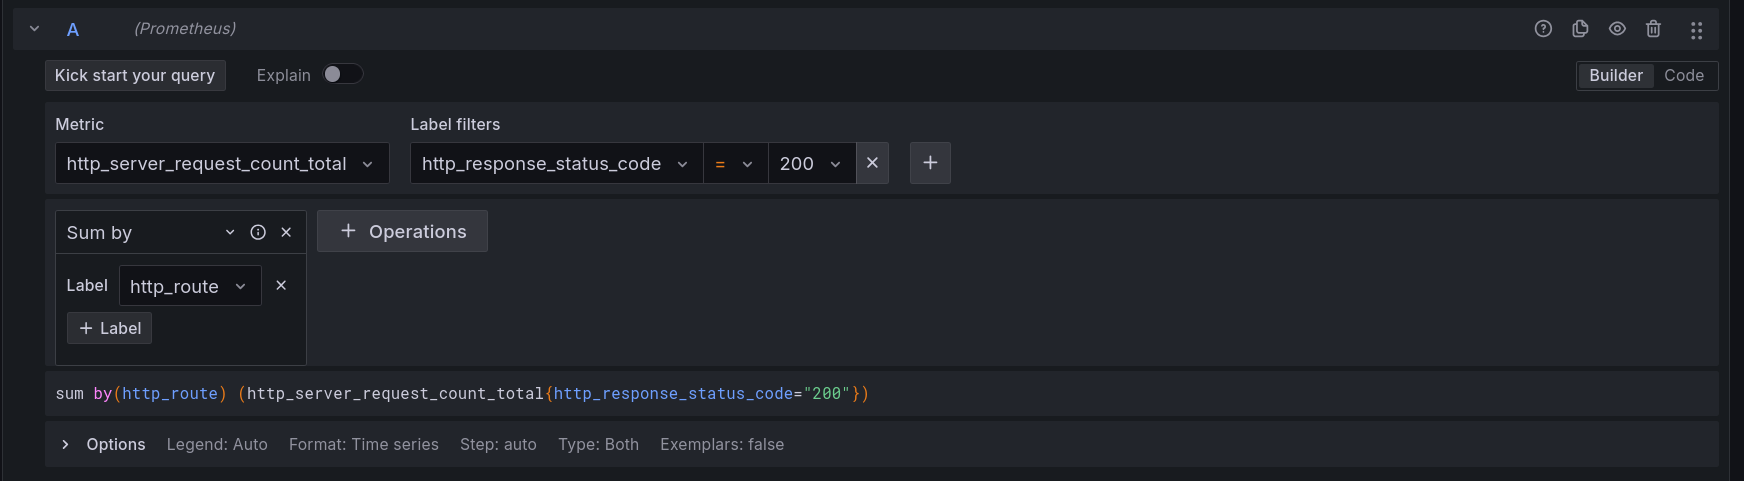 A (Prometheus)
Kick start your query Explain Builder Code
Metric Label filters
http_server_request_count_total http_response_status_code = 200
Sum by + Operations
Label http_route
+ Label
sum by(http_route) (http_server_request_count_total{http_response_status_code="200"})
Options Legend: Auto Format: Time series Step: auto Type: Both Exemplars: false